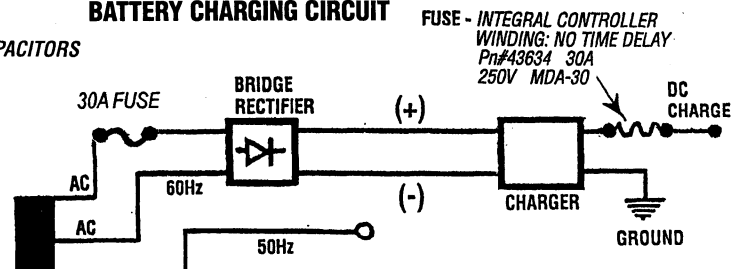 BATTERY CHARGING CIRCUIT
FUSE - INTEGRAL CONTROLLER
WINDING: NO TIME DELAY
Pn#43634 30A
250V MDA-30
PACITORS
30A FUSE
BRIDGE
RECTIFIER
(+)
DC
CHARGE
AC
60Hz
(-)
CHARGER
AC
50Hz
GROUND